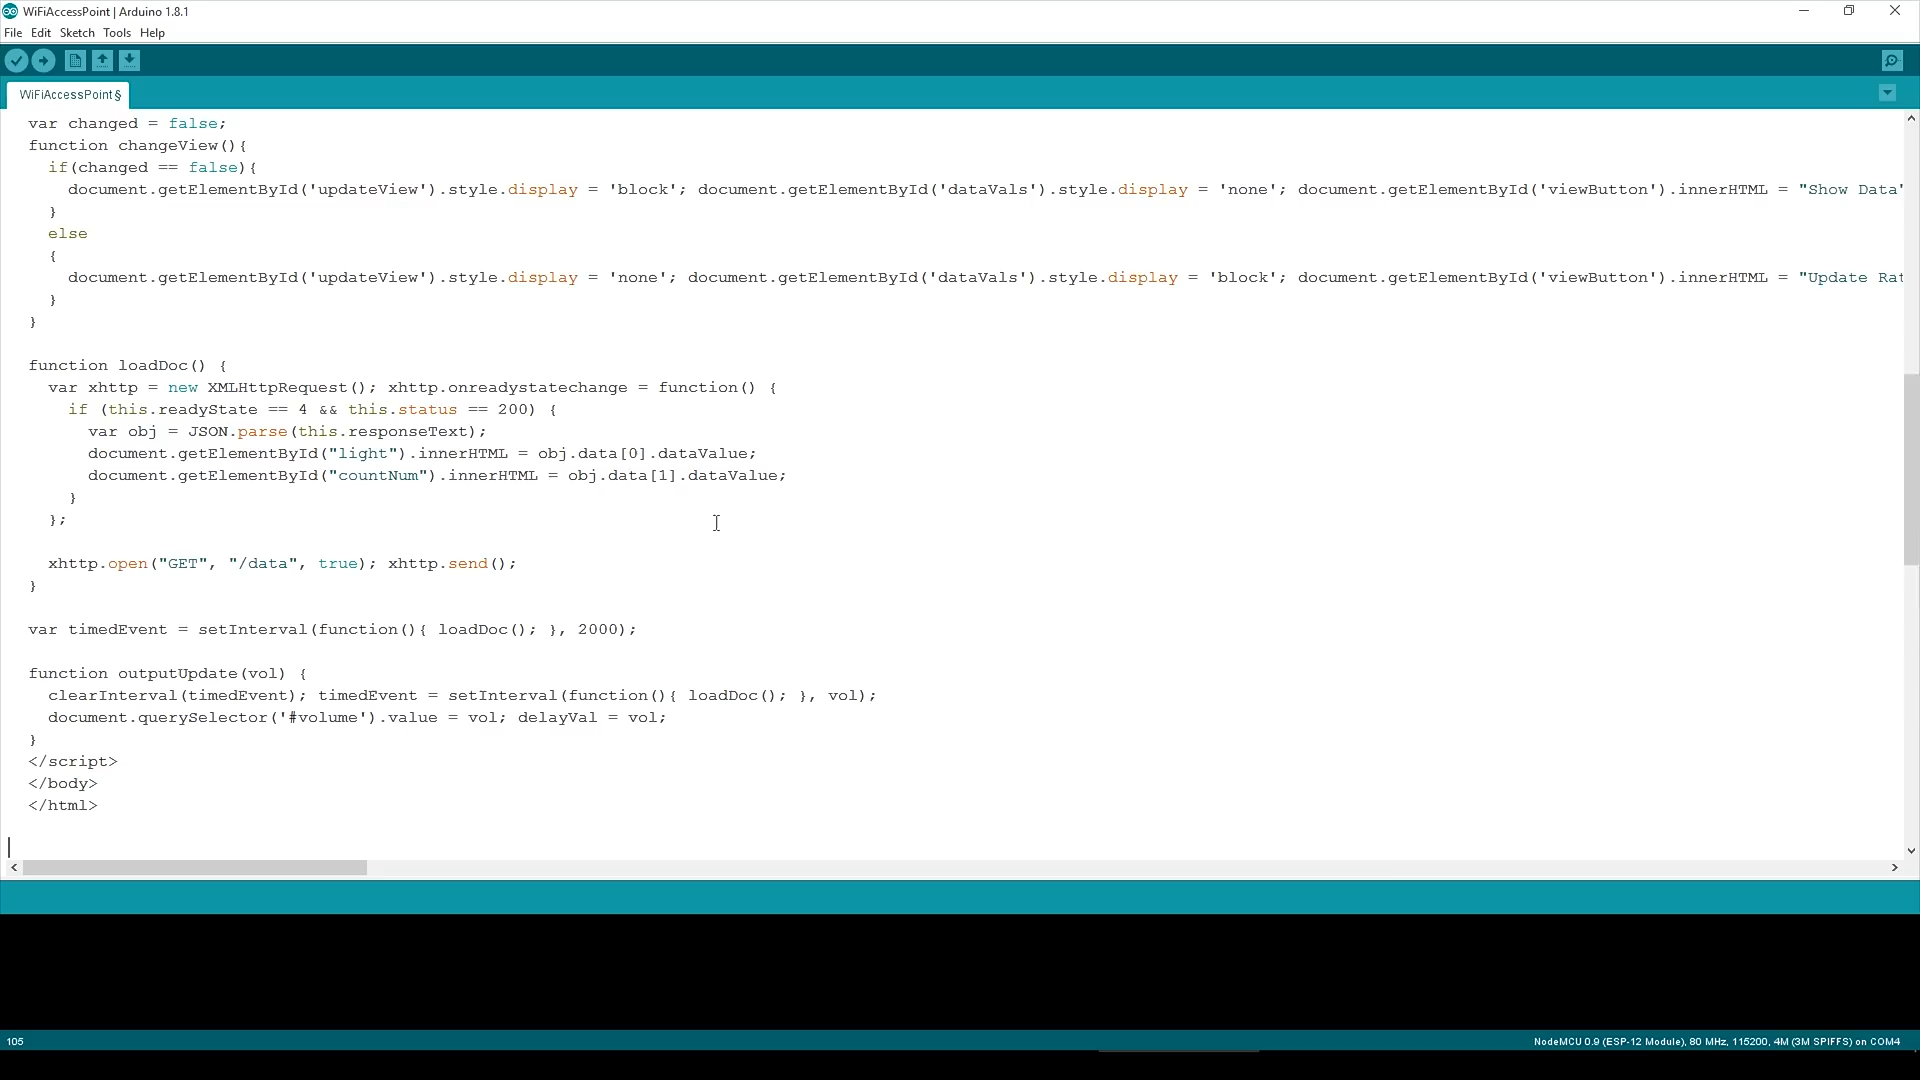 WiFiAccessPoint | Arduino 1.8.1
File Edit Sketch Tools Help
WiFiAccessPoint §
var changed = false;
function changeView(){
if(changed == false){
document.getElementById('updateView').style.display = 'block'; document.getElementById('dataVals').style.display = 'none'; document.getElementById('viewButton').innerHTML = "Show Data"
}
else
{
document.getElementById('updateView').style.display = 'none'; document.getElementById('dataVals').style.display = 'block'; document.getElementById('viewButton').innerHTML = "Update Rat
}
}
function loadDoc() {
var xhttp = new XMLHttpRequest(); xhttp.onreadystatechange = function() {
if (this.readyState == 4 && this.status == 200) {
var obj = JSON.parse(this.responseText);
document.getElementById("light").innerHTML = obj.data[0].dataValue;
document.getElementById("countNum").innerHTML = obj.data[1].dataValue;
}
};
xhttp.open("GET", "/data", true); xhttp.send();
}
var timedEvent = setInterval(function(){ loadDoc(); }, 2000);
function outputUpdate(vol) {
clearInterval(timedEvent); timedEvent = setInterval(function(){ loadDoc(); }, vol);
document.querySelector('#volume').value = vol; delayVal = vol;
}
</script>
</body>
</html>
105
NodeMCU 0.9 (ESP-12 Module), 80 MHz, 115200, 4M (3M SPIFFS) on COM4